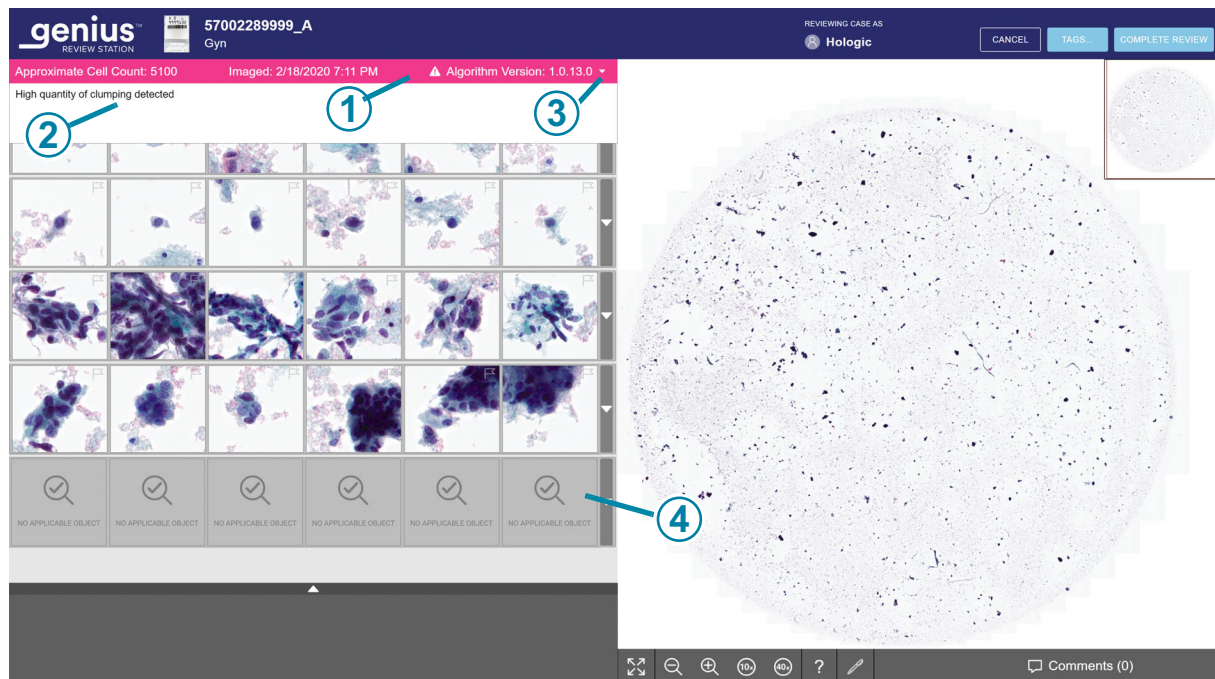 genius™
REVIEW STATION
57002289999_A
Gyn
REVIEWING CASE AS
Hologic
CANCEL
TAGS...
COMPLETE REVIEW
Approximate Cell Count: 5100
Imaged: 2/18/2020 7:11 PM
Algorithm Version: 1.0.13.0
High quantity of clumping detected
1
2
3
NO APPLICABLE OBJECT
NO APPLICABLE OBJECT
NO APPLICABLE OBJECT
NO APPLICABLE OBJECT
NO APPLICABLE OBJECT
NO APPLICABLE OBJECT
4
10x
40x
?
Comments (0)